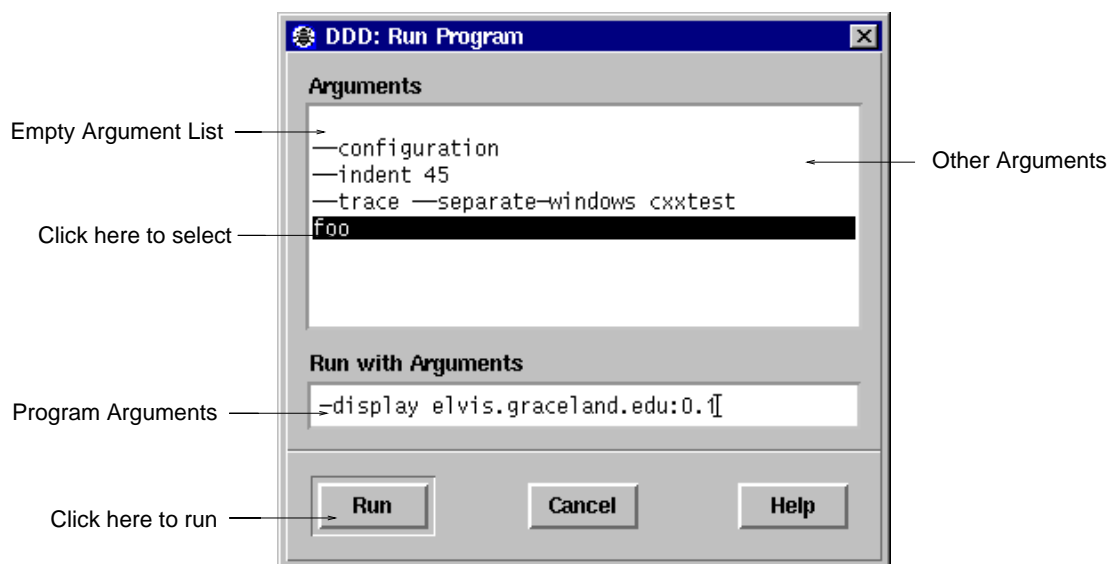 DDD: Run Program
Arguments
Empty Argument List
--configuration
--indent 45
--trace --separate-windows cxxtest
Other Arguments
Click here to select
foo
Run with Arguments
Program Arguments
-display elvis.graceland.edu:0.1
Run
Cancel
Help
Click here to run